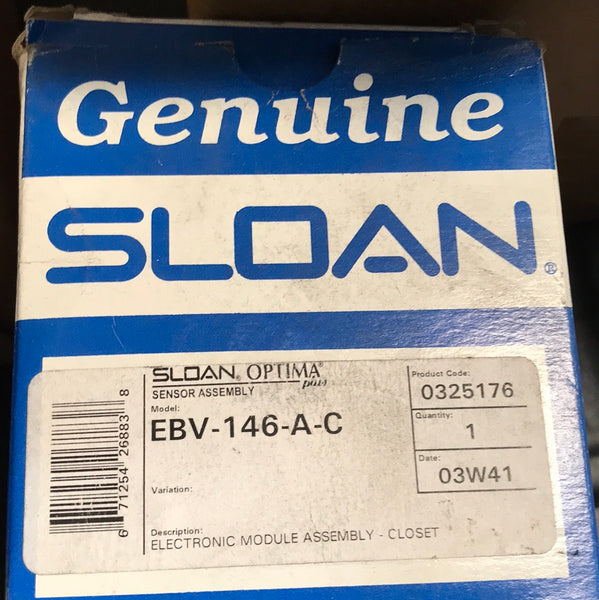 Genuine
SLOAN®
SLOAN® OPTIMA®
plus
SENSOR ASSEMBLY
Model:
EBV-146-A-C
Variation:
Description:
ELECTRONIC MODULE ASSEMBLY - CLOSET
Product Code:
0325176
Quantity:
1
Date:
03W41
6 71254 26883 8